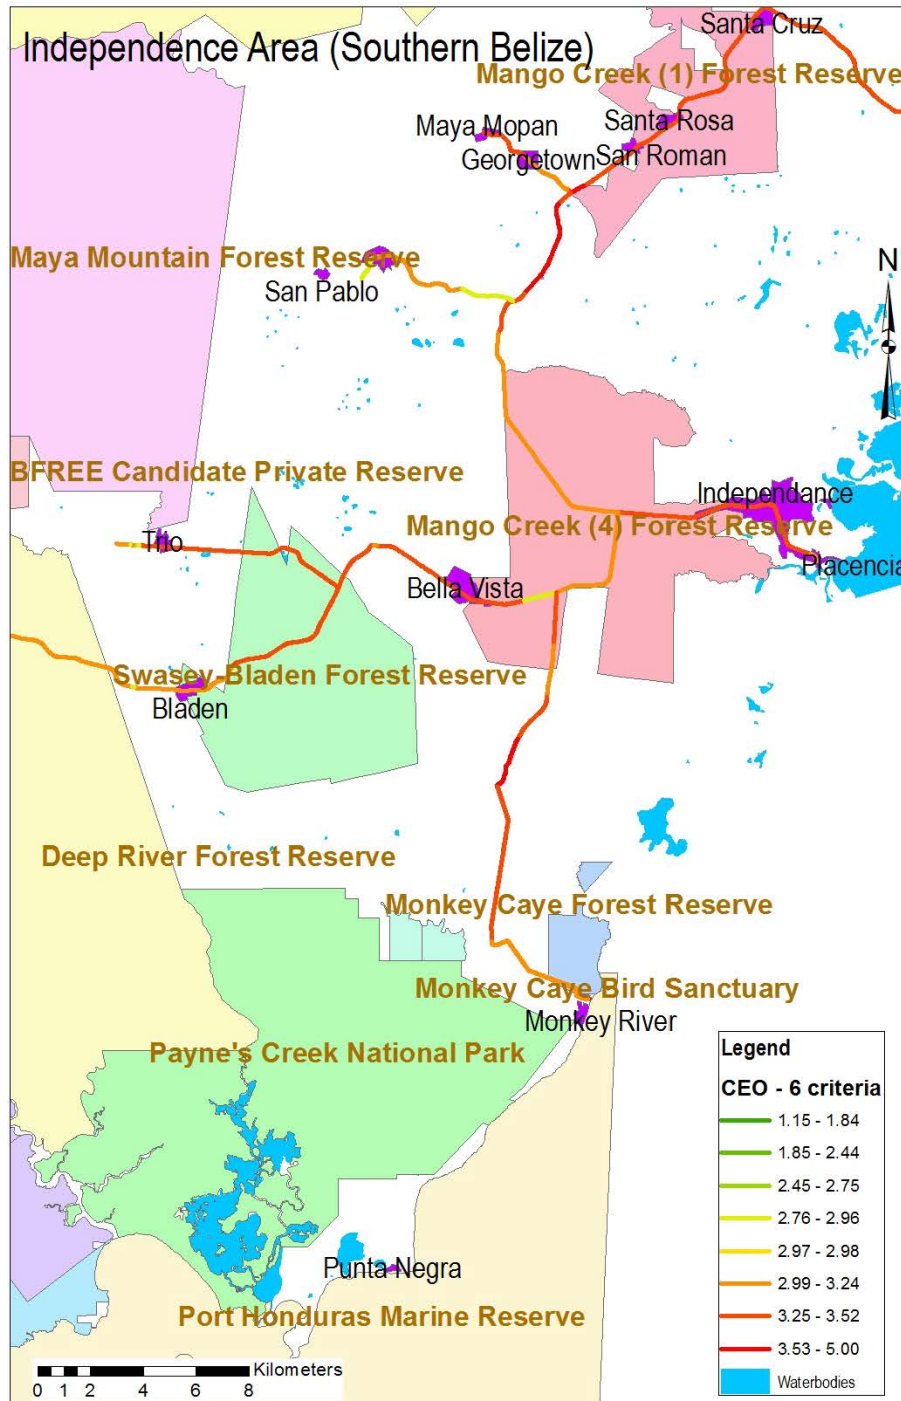 Santa Cruz
Independence Area (Southern Belize)
Mango Creek (1) Forest Reserve
Maya Mopan
Santa Rosa
Georgetown
San Roman
Maya Mountain Forest Reserve
N
San Pablo
BFREE Candidate Private Reserve
Independance
Mango Creek (4) Forest Reserve
Trio
Placencia
Bella Vista
Swasey-Bladen Forest Reserve
Bladen
Deep River Forest Reserve
Monkey Caye Forest Reserve
Monkey Caye Bird Sanctuary
Monkey River
Payne's Creek National Park
Punta Negra
Port Honduras Marine Reserve
Legend
CEO - 6 criteria
1.15 - 1.84
1.85 - 2.44
2.45 - 2.75
2.76 - 2.96
2.97 - 2.98
2.99 - 3.24
3.25 - 3.52
3.53 - 5.00
Waterbodies
Kilometers
0 1 2 4 6 8